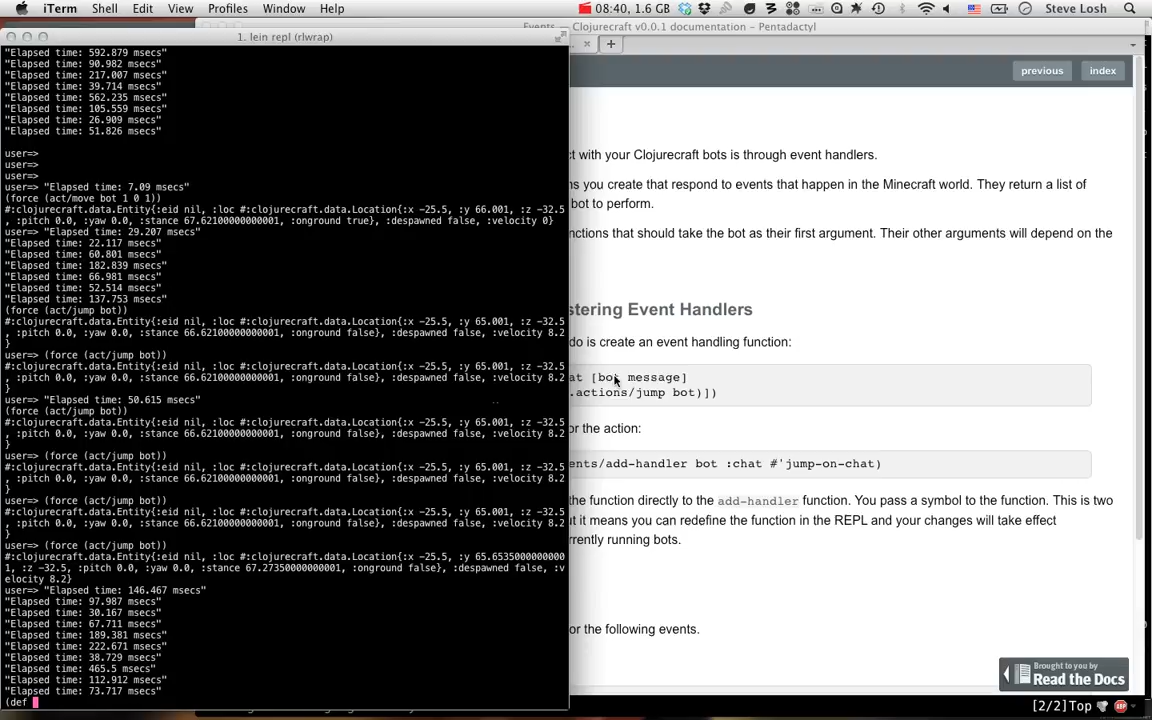 iTerm Shell Edit View Profiles Window Help 08:40, 1.6 GB Steve Losh
Events - Clojurecraft v0.0.1 documentation - Pentadactyl
1. lein repl (rlwrap)
"Elapsed time: 592.879 msecs"
"Elapsed time: 90.982 msecs"
"Elapsed time: 217.007 msecs"
"Elapsed time: 39.714 msecs"
"Elapsed time: 562.235 msecs"
"Elapsed time: 105.559 msecs"
"Elapsed time: 26.909 msecs"
"Elapsed time: 51.826 msecs"
user=>
user=>
user=>
user=> "Elapsed time: 7.09 msecs"
(force (act/move bot 1 0 1))
#:clojurecraft.data.Entity{:eid nil, :loc #:clojurecraft.data.Location{:x -25.5, :y 66.001, :z -32.5
, :pitch 0.0, :yaw 0.0, :stance 67.62100000000001, :onground true}, :despawned false, :velocity 0}
user=> "Elapsed time: 29.207 msecs"
"Elapsed time: 22.117 msecs"
"Elapsed time: 60.801 msecs"
"Elapsed time: 182.839 msecs"
"Elapsed time: 66.981 msecs"
"Elapsed time: 52.514 msecs"
"Elapsed time: 137.753 msecs"
(force (act/jump bot))
#:clojurecraft.data.Entity{:eid nil, :loc #:clojurecraft.data.Location{:x -25.5, :y 65.001, :z -32.5
, :pitch 0.0, :yaw 0.0, :stance 66.62100000000001, :onground false}, :despawned false, :velocity 8.2
}
user=> (force (act/jump bot))
#:clojurecraft.data.Entity{:eid nil, :loc #:clojurecraft.data.Location{:x -25.5, :y 65.001, :z -32.5
, :pitch 0.0, :yaw 0.0, :stance 66.62100000000001, :onground false}, :despawned false, :velocity 8.2
}
user=> "Elapsed time: 50.615 msecs"
(force (act/jump bot))
#:clojurecraft.data.Entity{:eid nil, :loc #:clojurecraft.data.Location{:x -25.5, :y 65.001, :z -32.5
, :pitch 0.0, :yaw 0.0, :stance 66.62100000000001, :onground false}, :despawned false, :velocity 8.2
}
user=> (force (act/jump bot))
#:clojurecraft.data.Entity{:eid nil, :loc #:clojurecraft.data.Location{:x -25.5, :y 65.001, :z -32.5
, :pitch 0.0, :yaw 0.0, :stance 66.62100000000001, :onground false}, :despawned false, :velocity 8.2
}
user=> (force (act/jump bot))
#:clojurecraft.data.Entity{:eid nil, :loc #:clojurecraft.data.Location{:x -25.5, :y 65.001, :z -32.5
, :pitch 0.0, :yaw 0.0, :stance 66.62100000000001, :onground false}, :despawned false, :velocity 8.2
}
user=> (force (act/jump bot))
#:clojurecraft.data.Entity{:eid nil, :loc #:clojurecraft.data.Location{:x -25.5, :y 65.6535000000000
1, :z -32.5, :pitch 0.0, :yaw 0.0, :stance 67.27350000000001, :onground false}, :despawned false, :v
elocity 8.2}
user=> "Elapsed time: 146.467 msecs"
"Elapsed time: 97.987 msecs"
"Elapsed time: 30.167 msecs"
"Elapsed time: 67.711 msecs"
"Elapsed time: 189.381 msecs"
"Elapsed time: 222.671 msecs"
"Elapsed time: 38.729 msecs"
"Elapsed time: 465.5 msecs"
"Elapsed time: 112.912 msecs"
"Elapsed time: 73.717 msecs"
(def
previous index
ct with your Clojurecraft bots is through event handlers.
ns you create that respond to events that happen in the Minecraft world. They return a list of
bot to perform.
nctions that should take the bot as their first argument. Their other arguments will depend on the
stering Event Handlers
do is create an event handling function:
at [bot message]
.actions/jump bot)])
or the action:
ents/add-handler bot :chat #'jump-on-chat)
the function directly to the add-handler function. You pass a symbol to the function. This is two
ut it means you can redefine the function in the REPL and your changes will take effect
rrently running bots.
or the following events.
Brought to you by
Read the Docs
[2/2] Top